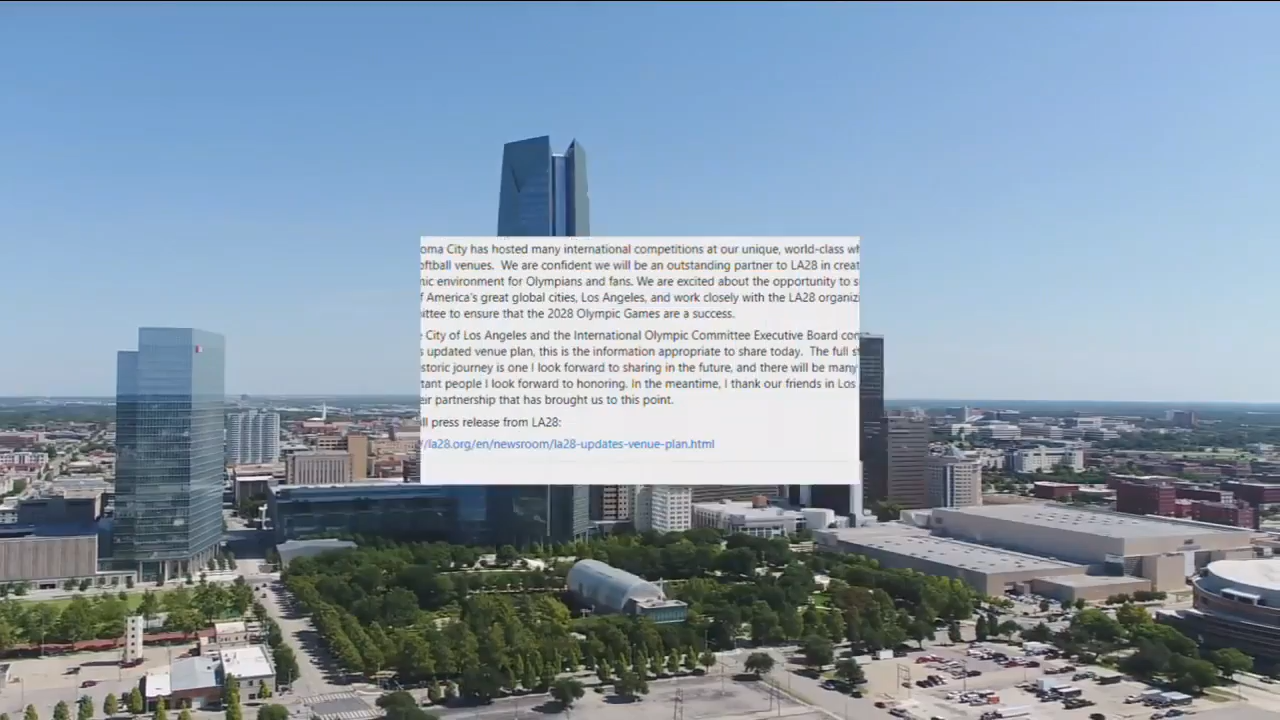 oma City has hosted many international competitions at our unique, world-class wh
oftball venues. We are confident we will be an outstanding partner to LA28 in creat
nic environment for Olympians and fans. We are excited about the opportunity to s
f America's great global cities, Los Angeles, and work closely with the LA28 organiz
ittee to ensure that the 2028 Olympic Games are a success.
e City of Los Angeles and the International Olympic Committee Executive Board con
s updated venue plan, this is the information appropriate to share today. The full st
storic journey is one I look forward to sharing in the future, and there will be many
tant people I look forward to honoring. In the meantime, I thank our friends in Los
eir partnership that has brought us to this point.
ll press release from LA28:
//la28.org/en/newsroom/la28-updates-venue-plan.html